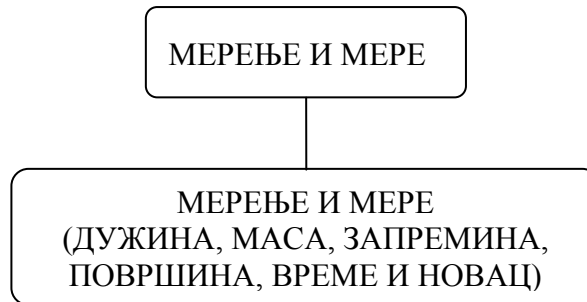 МЕРЕЊЕ И МЕРЕ
МЕРЕЊЕ И МЕРЕ
(ДУЖИНА, МАСА, ЗАПРЕМИНА,
ПОВРШИНА, ВРЕМЕ И НОВАЦ)